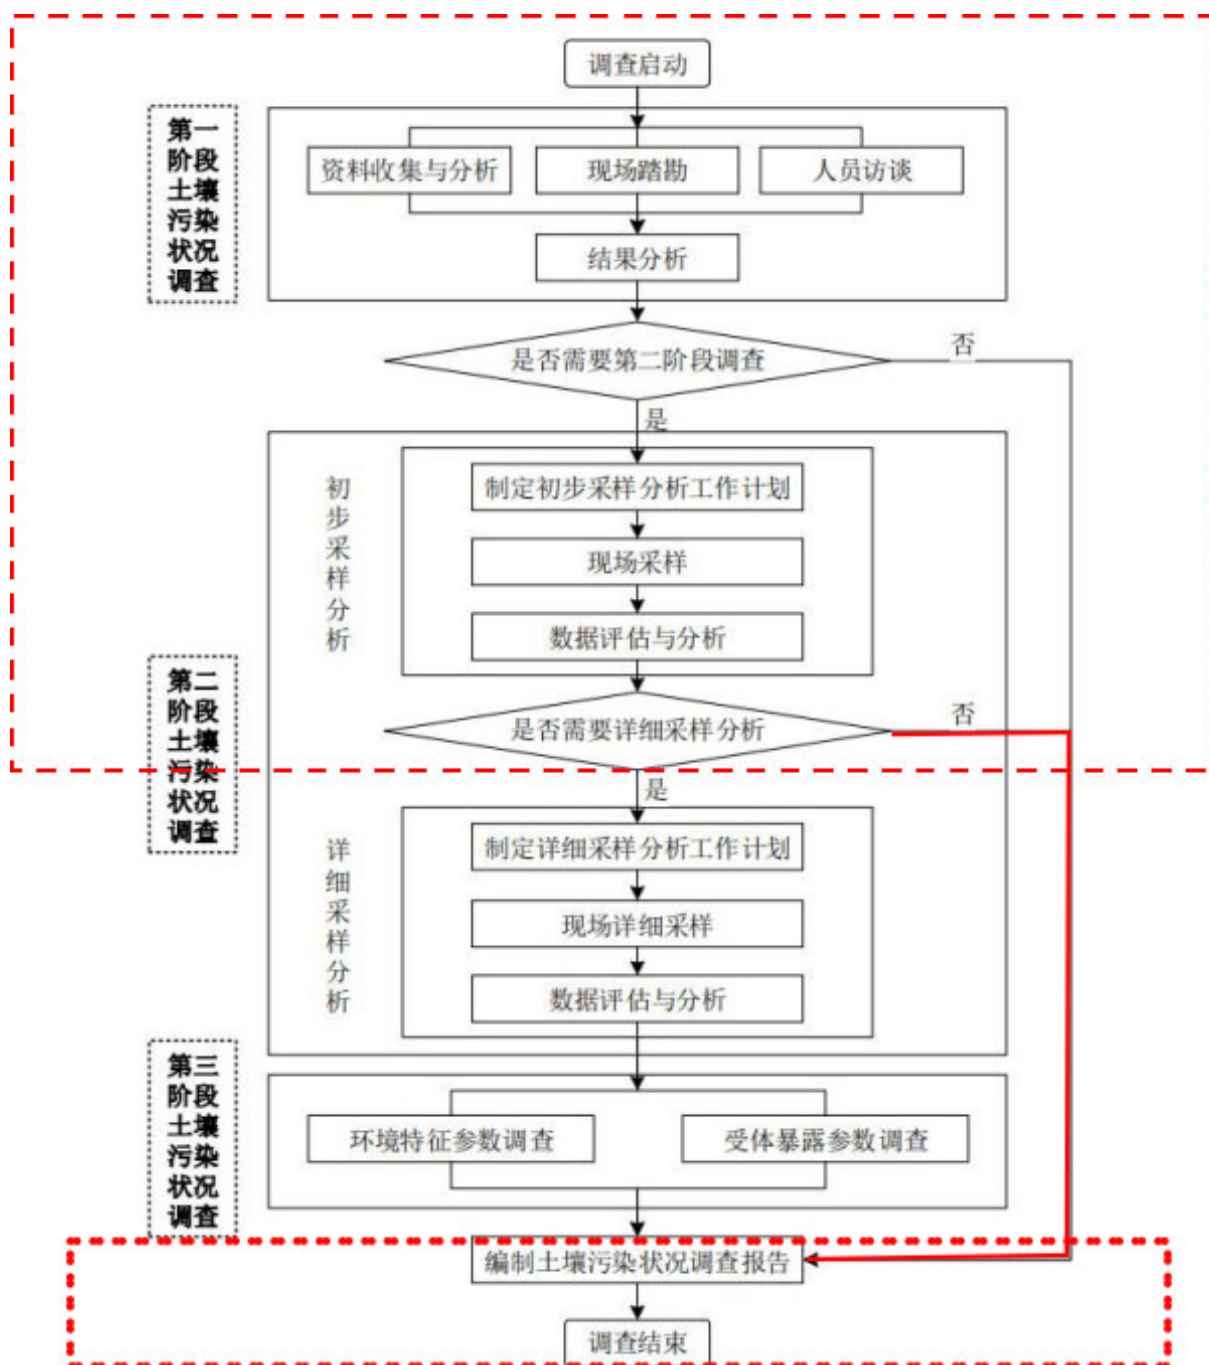 调查启动
第一
阶段
土壤
污染
状况
调查
资料收集与分析
现场踏勘
人员访谈
结果分析
是否需要第二阶段调查
否
是
初
步
采
样
分
析
制定初步采样分析工作计划
现场采样
数据评估与分析
第二
阶段
土壤
污染
状况
调查
是否需要详细采样分析
否
是
详
细
采
样
分
析
制定详细采样分析工作计划
现场详细采样
数据评估与分析
第三
阶段
土壤
污染
状况
调查
环境特征参数调查
受体暴露参数调查
编制土壤污染状况调查报告
调查结束